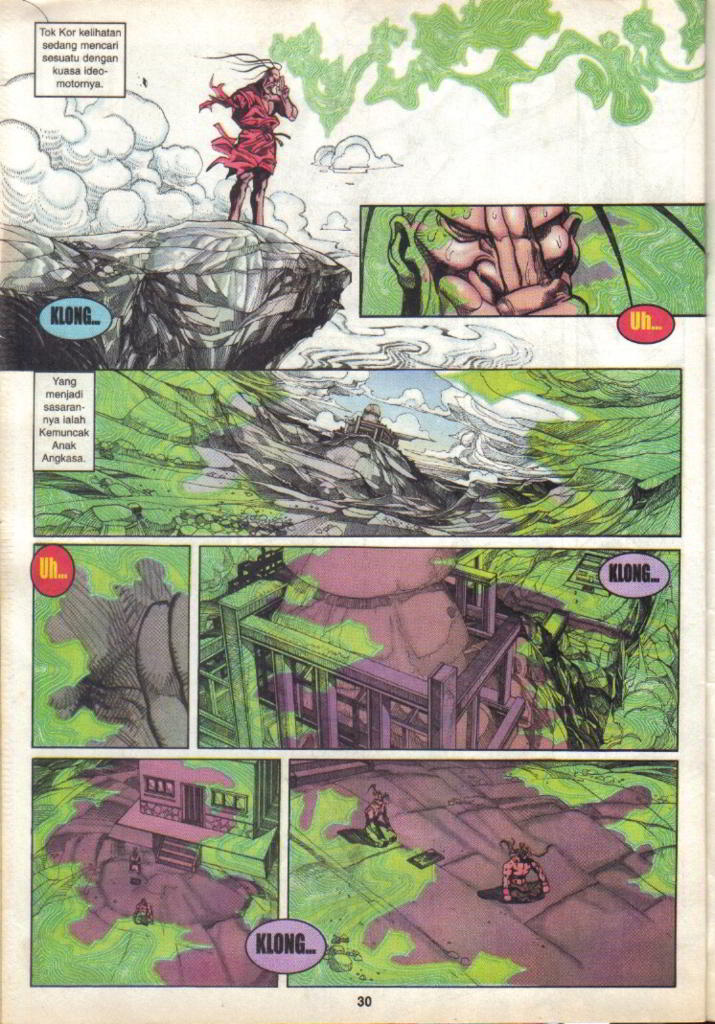 Tok Kor kelihatan
sedang mencari
sesuatu dengan
kuasa ideo-
motornya.
KLONG...
Uh...
Yang
menjadi
sasaran-
nya ialah
Kemuncak
Anak
Angkasa.
Uh...
KLONG...
KLONG...
30